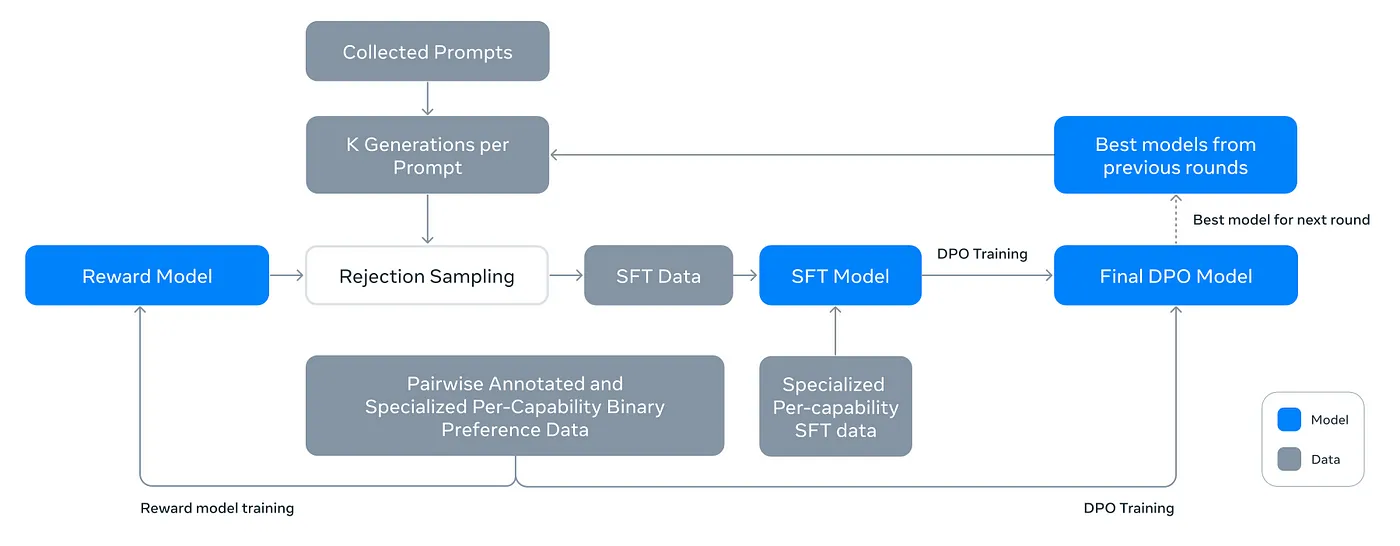 Collected Prompts
K Generations per
Prompt
Best models from
previous rounds
Best model for next round
Reward Model
Rejection Sampling
SFT Data
SFT Model
DPO Training
Final DPO Model
Pairwise Annotated and
Specialized Per-Capability Binary
Preference Data
Specialized
Per-capability
SFT data
Model
Data
Reward model training
DPO Training